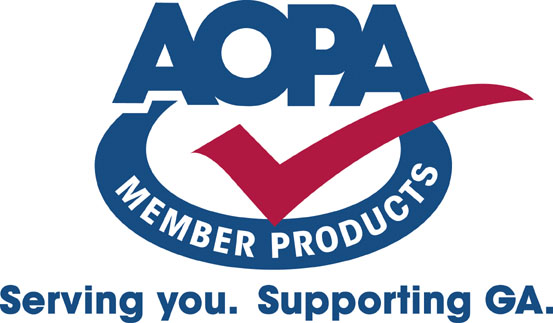 AOPA
MEMBER PRODUCTS
Serving you. Supporting GA.